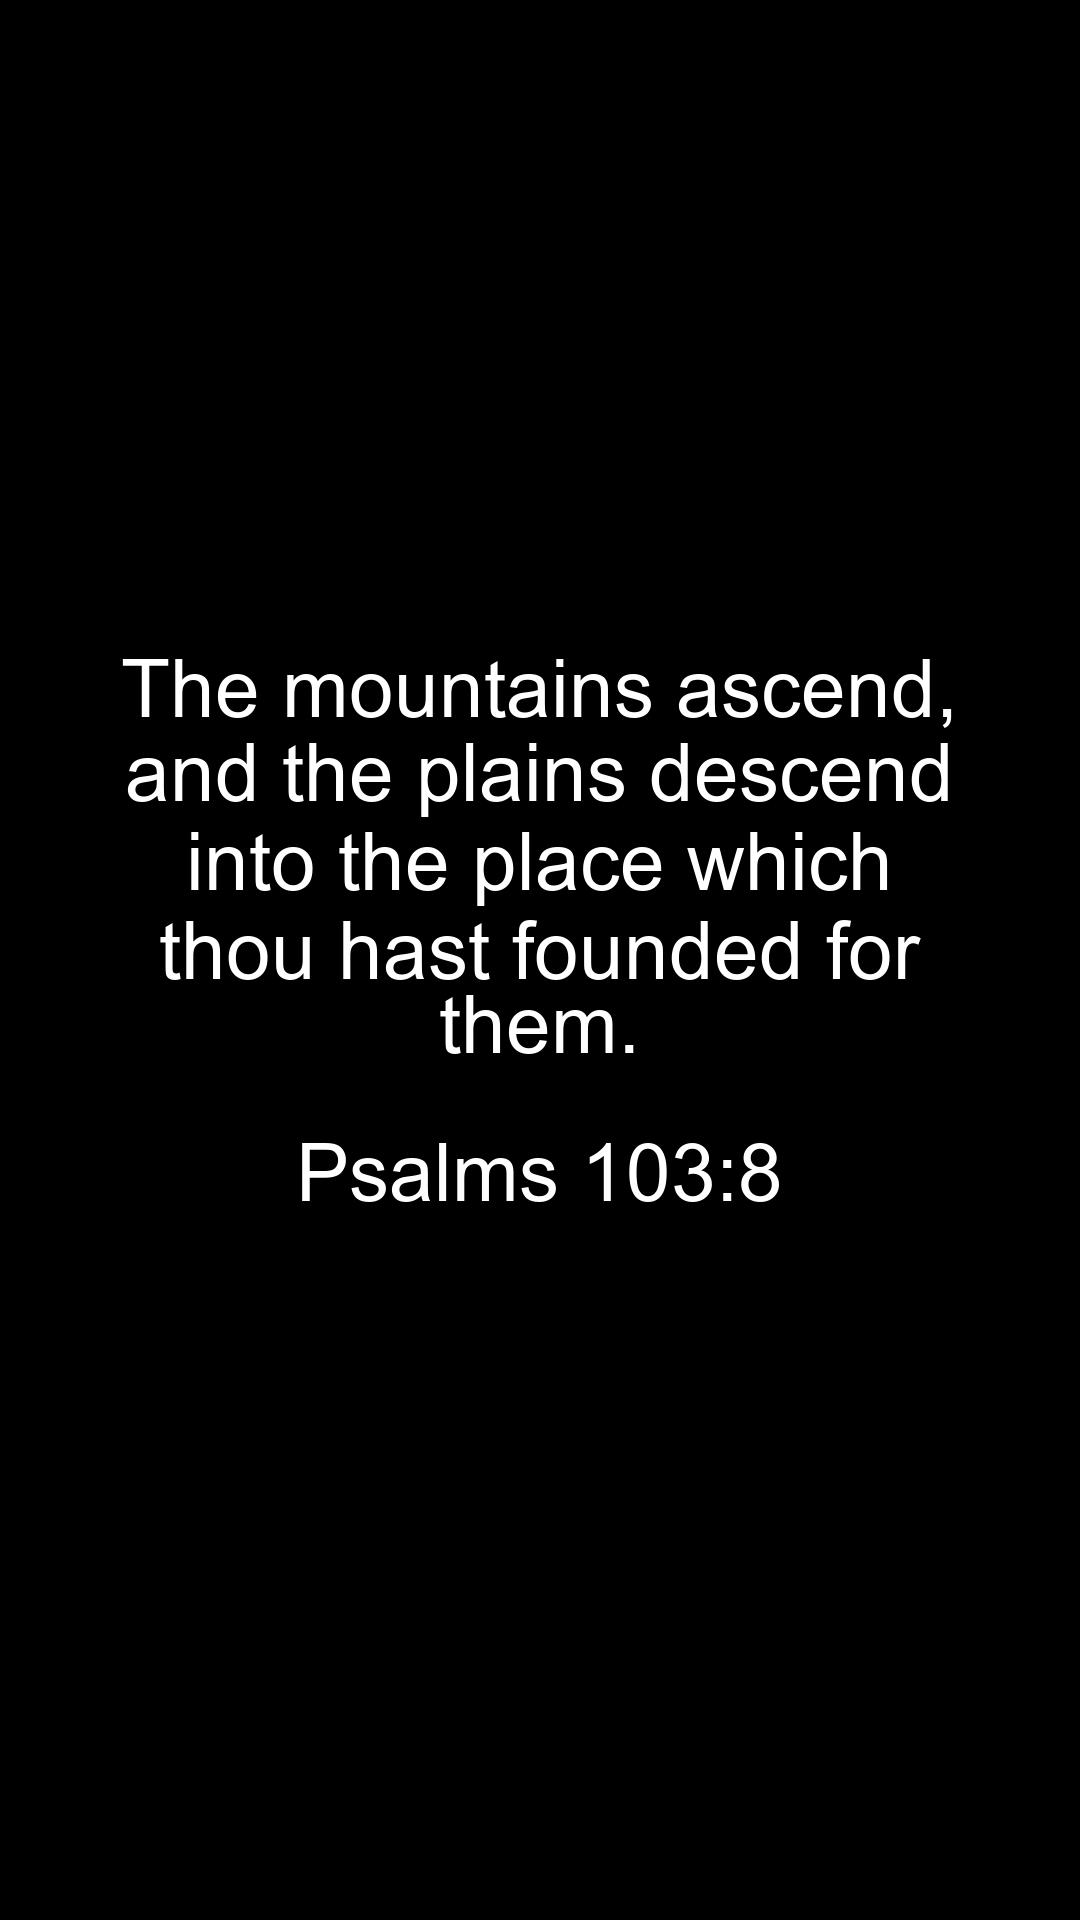 The mountains ascend,
and the plains descend
into the place which
thou hast founded for
them.
Psalms 103:8